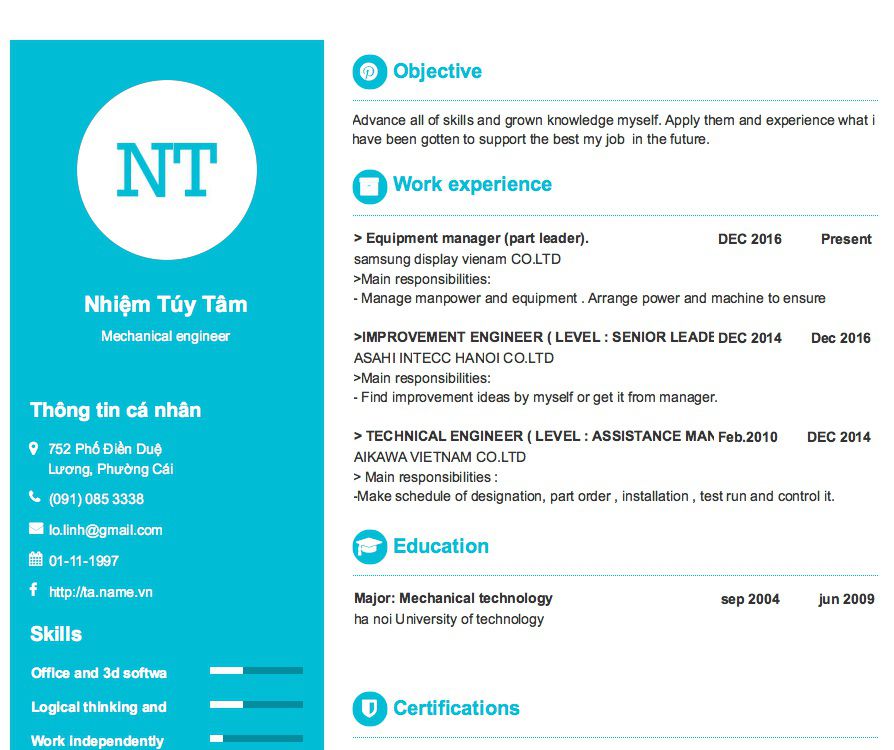 NT
Nhiệm Túy Tâm
Mechanical engineer
Thông tin cá nhân
752 Phố Điền Duệ
Lương, Phường Cái
(091) 085 3338
lo.linh@gmail.com
01-11-1997
http://ta.name.vn
Skills
Office and 3d softwa
Logical thinking and
Work independently
Objective
Advance all of skills and grown knowledge myself. Apply them and experience what i
have been gotten to support the best my job in the future.
Work experience
> Equipment manager (part leader). DEC 2016 Present
samsung display vienam CO.LTD
>Main responsibilities:
- Manage manpower and equipment . Arrange power and machine to ensure
>IMPROVEMENT ENGINEER ( LEVEL : SENIOR LEADE DEC 2014 Dec 2016
ASAHI INTECC HANOI CO.LTD
>Main responsibilities:
- Find improvement ideas by myself or get it from manager.
> TECHNICAL ENGINEER ( LEVEL : ASSISTANCE MAN Feb.2010 DEC 2014
AIKAWA VIETNAM CO.LTD
> Main responsibilities :
-Make schedule of designation, part order , installation , test run and control it.
Education
Major: Mechanical technology sep 2004 jun 2009
ha noi University of technology
Certifications